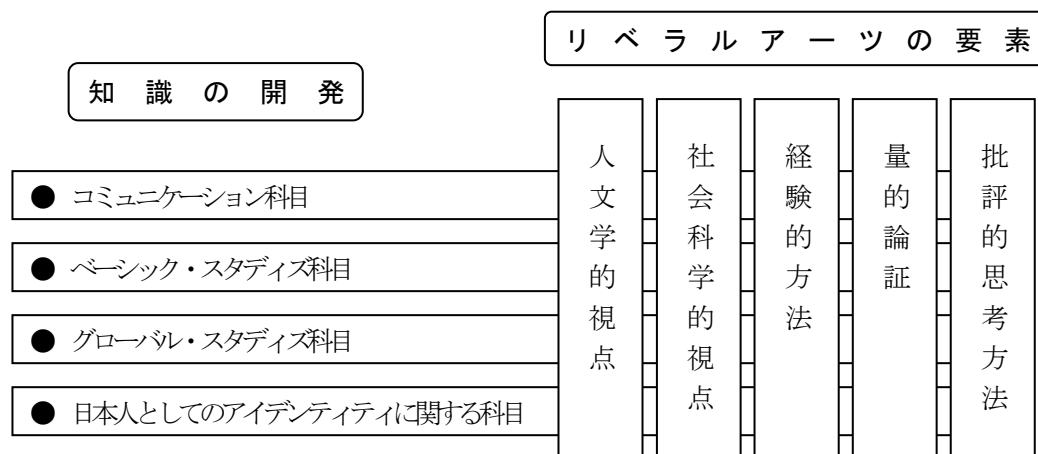 リベラルアーツの要素
知識の開発
● コミュニケーション科目
● ベーシック・スタディズ科目
● グローバル・スタディズ科目
● 日本人としてのアイデンティティに関する科目
人文学的視点
社会科学的視点
経験的方法
量的論証
批評的思考方法